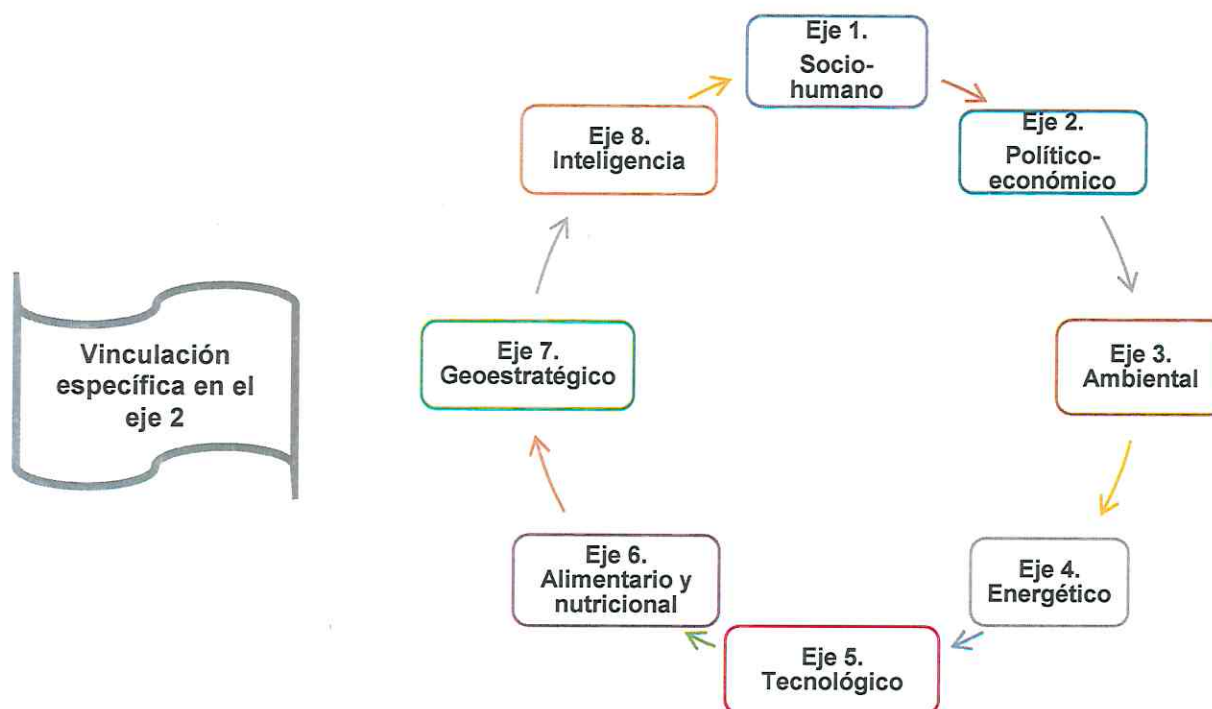 Eje 1.
Socio-
humano
Eje 2.
Político-
económico
Eje 3.
Ambiental
Eje 4.
Energético
Eje 5.
Tecnológico
Eje 6.
Alimentario y
nutricional
Eje 7.
Geoestratégico
Eje 8.
Inteligencia
Vinculación
específica en el
eje 2